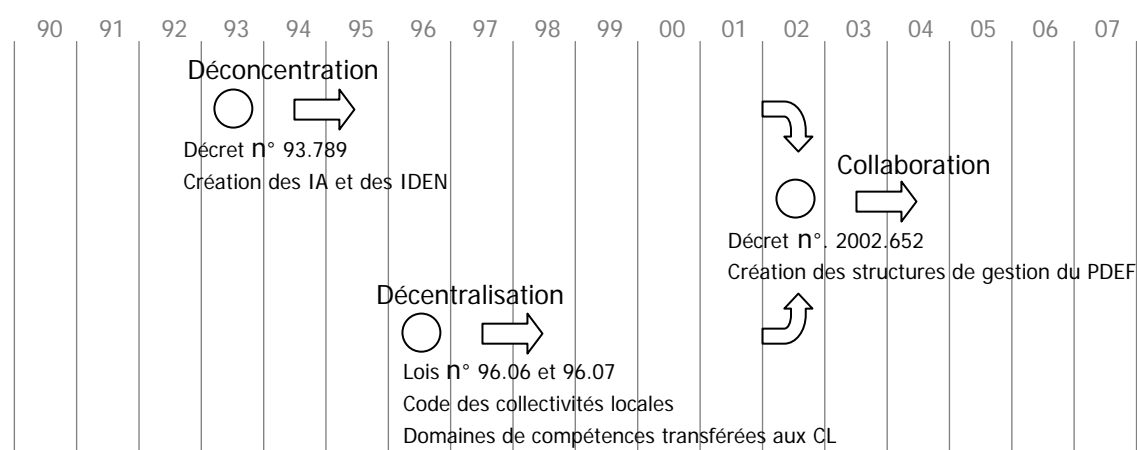 90 91 92 93 94 95 96 97 98 99 00 01 02 03 04 05 06 07
Déconcentration
Décret n° 93.789
Création des IA et des IDEN
Collaboration
Décret n°. 2002.652
Création des structures de gestion du PDEF
Décentralisation
Lois n° 96.06 et 96.07
Code des collectivités locales
Domaines de compétences transférées aux CL